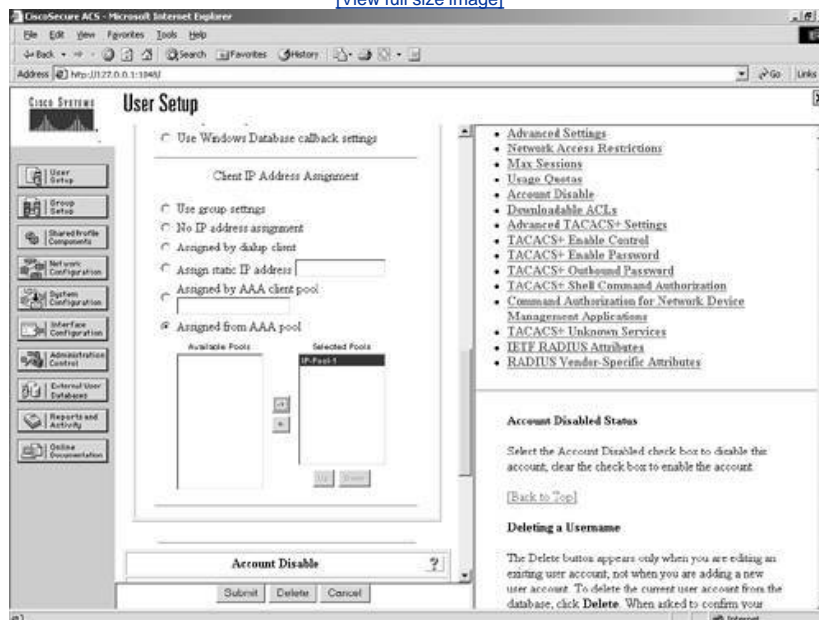 [View full size image]
CiscoSecure ACS - Microsoft Internet Explorer
File Edit View Favorites Tools Help
Back Search Favorites History
Address http://127.0.0.1:1048/ Go Links
CISCO SYSTEMS
User Setup
User Setup
Group Setup
Shared Profile Components
Network Configuration
System Configuration
Interface Configuration
Administration Control
External User Databases
Reports and Activity
Online Documentation
Use Windows Database callback settings
Client IP Address Assignment
Use group settings
No IP address assignment
Assigned by dialup client
Assign static IP address
Assigned by AAA client pool
Assigned from AAA pool
Available Pools Selected Pools
IP-Pool-1
Up Down
Account Disable ?
Submit Delete Cancel
Advanced Settings
Network Access Restrictions
Max Sessions
Usage Quotas
Account Disable
Downloadable ACLs
Advanced TACACS+ Settings
TACACS+ Enable Control
TACACS+ Enable Password
TACACS+ Outbound Password
TACACS+ Shell Command Authorization
Command Authorization for Network Device
Management Applications
TACACS+ Unknown Services
IETF RADIUS Attributes
RADIUS Vendor-Specific Attributes
Account Disabled Status
Select the Account Disabled check box to disable this
account; clear the check box to enable the account.
[Back to Top]
Deleting a Username
The Delete button appears only when you are editing an
existing user account, not when you are adding a new
user account. To delete the current user account from the
database, click Delete. When asked to confirm your
Internet